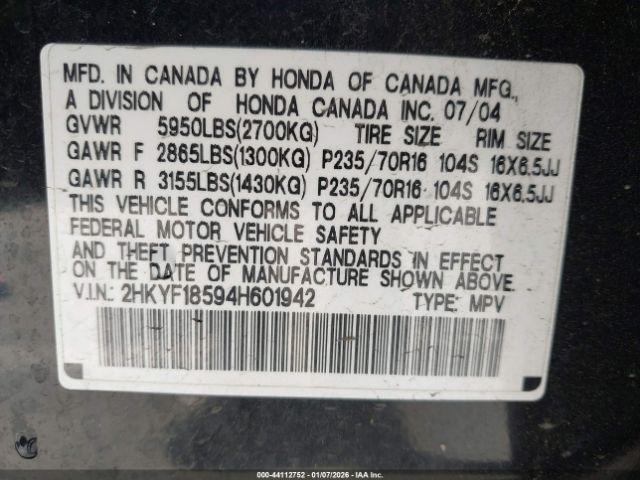 MFD. IN CANADA BY HONDA OF CANADA MFG.,
A DIVISION OF HONDA CANADA INC. 07/04
GVWR 5950LBS(2700KG) TIRE SIZE RIM SIZE
GAWR F 2865LBS(1300KG) P235/70R16 104S 16X6.5JJ
GAWR R 3155LBS(1430KG) P235/70R16 104S 16X6.5JJ
THIS VEHICLE CONFORMS TO ALL APPLICABLE
FEDERAL MOTOR VEHICLE SAFETY
AND THEFT PREVENTION STANDARDS IN EFFECT
ON THE DATE OF MANUFACTURE SHOWN ABOVE.
V.I.N.: 2HKYF18594H601942 TYPE: MPV
000-44112752 - 01/07/2026 - IAA Inc.